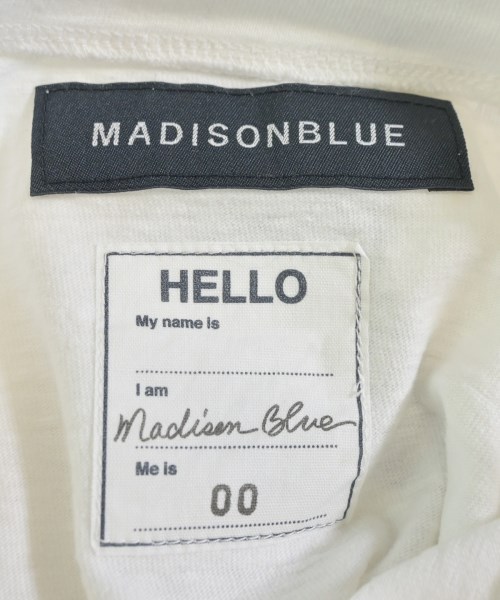 MADISONBLUE
HELLO
My name is
I am
Madison Blue
Me is
00